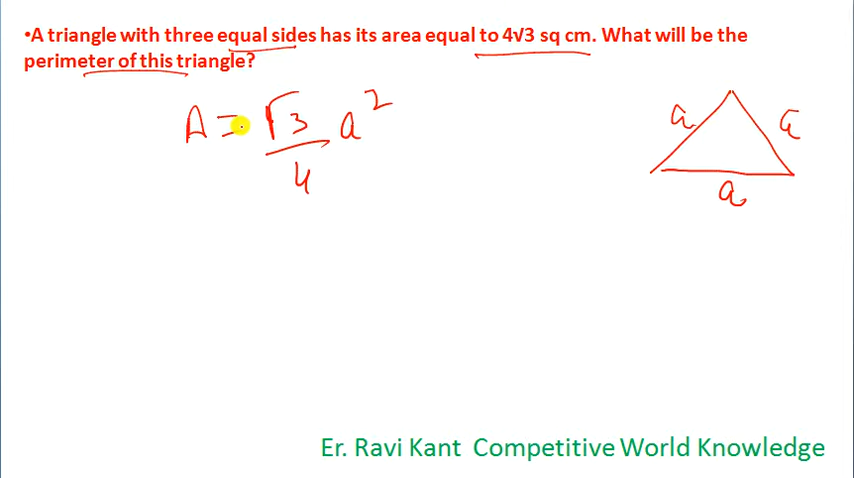 •A triangle with three equal sides has its area equal to 4√3 sq cm. What will be the
perimeter of this triangle?
A = √3/4 a²
a
a
a
Er. Ravi Kant Competitive World Knowledge